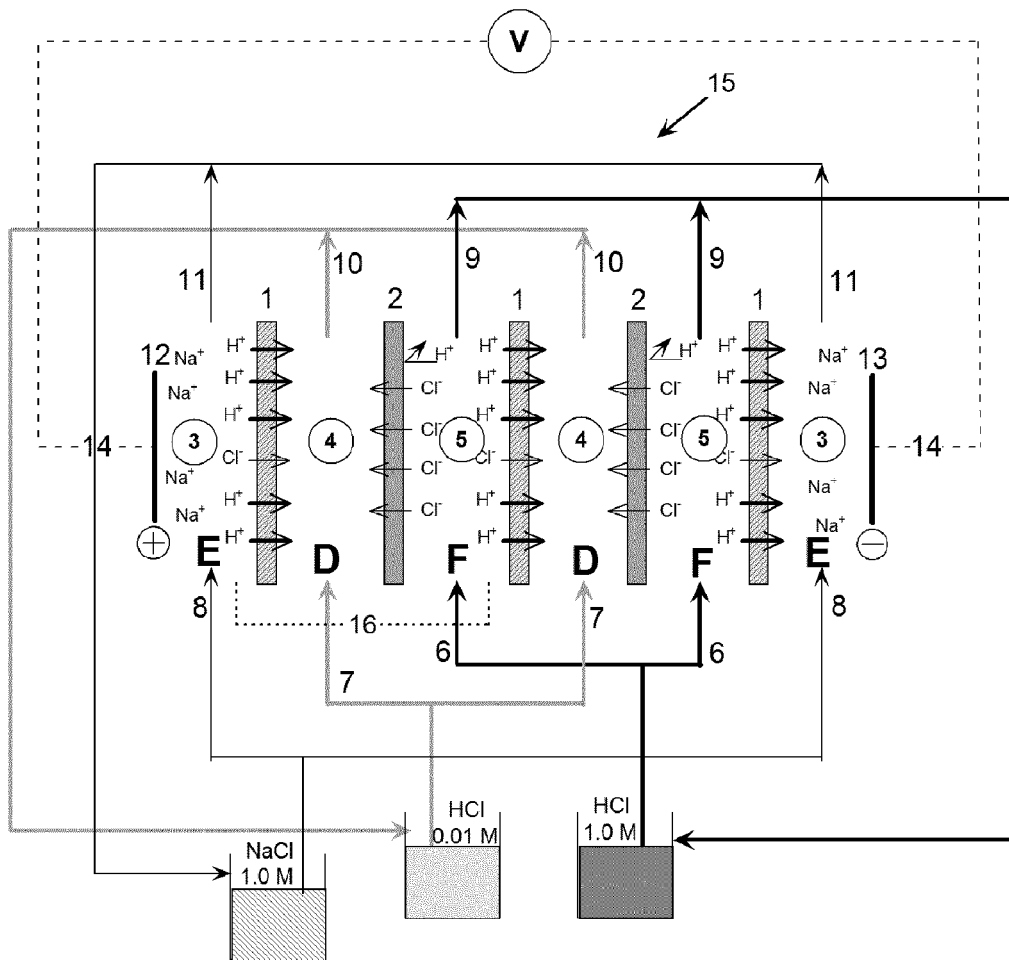 V
15
11
10
9
10
9
11
1
2
1
2
1
H⁺
H⁺
H⁺
H⁺
H⁺
12
Na⁺
Na⁺
13
H⁺
H⁺
H⁺
Na⁻
Cl⁻
Cl⁻
Na⁺
H⁺
H⁺
H⁺
Cl⁻
Cl⁻
14
3
4
5
4
5
3
14
Cl⁻
Cl⁻
Cl⁻
Cl⁻
Cl⁻
Na⁺
Na⁺
H⁺
Cl⁻
H⁺
Cl⁻
H⁺
Na⁺
Na⁺
+
H⁺
H⁺
H⁺
−
E
D
F
D
F
E
8
16
7
8
6
6
7
HCl
0.01 M
HCl
1.0 M
NaCl
1.0 M